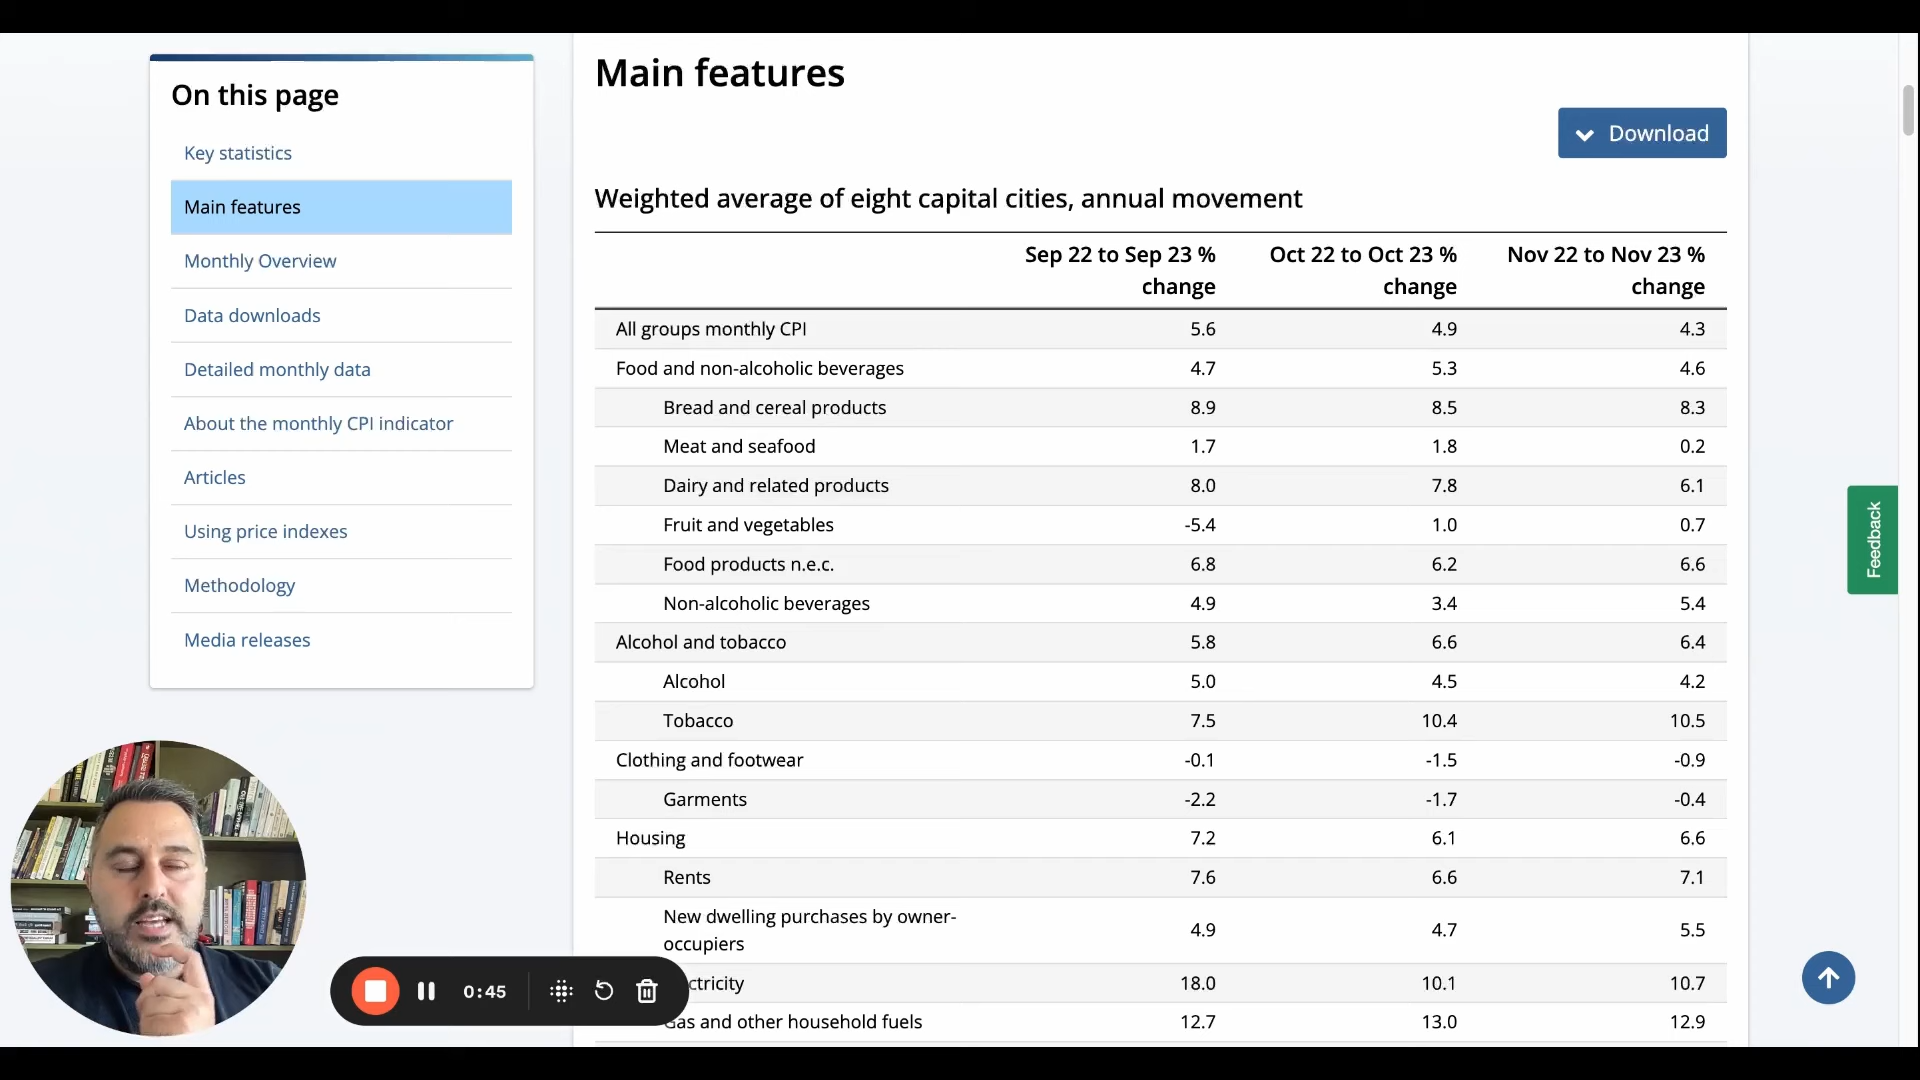 On this page
Key statistics
Main features
Monthly Overview
Data downloads
Detailed monthly data
About the monthly CPI indicator
Articles
Using price indexes
Methodology
Media releases
Main features
Download
Weighted average of eight capital cities, annual movement
Sep 22 to Sep 23 % change Oct 22 to Oct 23 % change Nov 22 to Nov 23 % change
All groups monthly CPI 5.6 4.9 4.3
Food and non-alcoholic beverages 4.7 5.3 4.6
Bread and cereal products 8.9 8.5 8.3
Meat and seafood 1.7 1.8 0.2
Dairy and related products 8.0 7.8 6.1
Fruit and vegetables -5.4 1.0 0.7
Food products n.e.c. 6.8 6.2 6.6
Non-alcoholic beverages 4.9 3.4 5.4
Alcohol and tobacco 5.8 6.6 6.4
Alcohol 5.0 4.5 4.2
Tobacco 7.5 10.4 10.5
Clothing and footwear -0.1 -1.5 -0.9
Garments -2.2 -1.7 -0.4
Housing 7.2 6.1 6.6
Rents 7.6 6.6 7.1
New dwelling purchases by owner-
occupiers 4.9 4.7 5.5
ctricity 18.0 10.1 10.7
Gas and other household fuels 12.7 13.0 12.9
0:45
Feedback